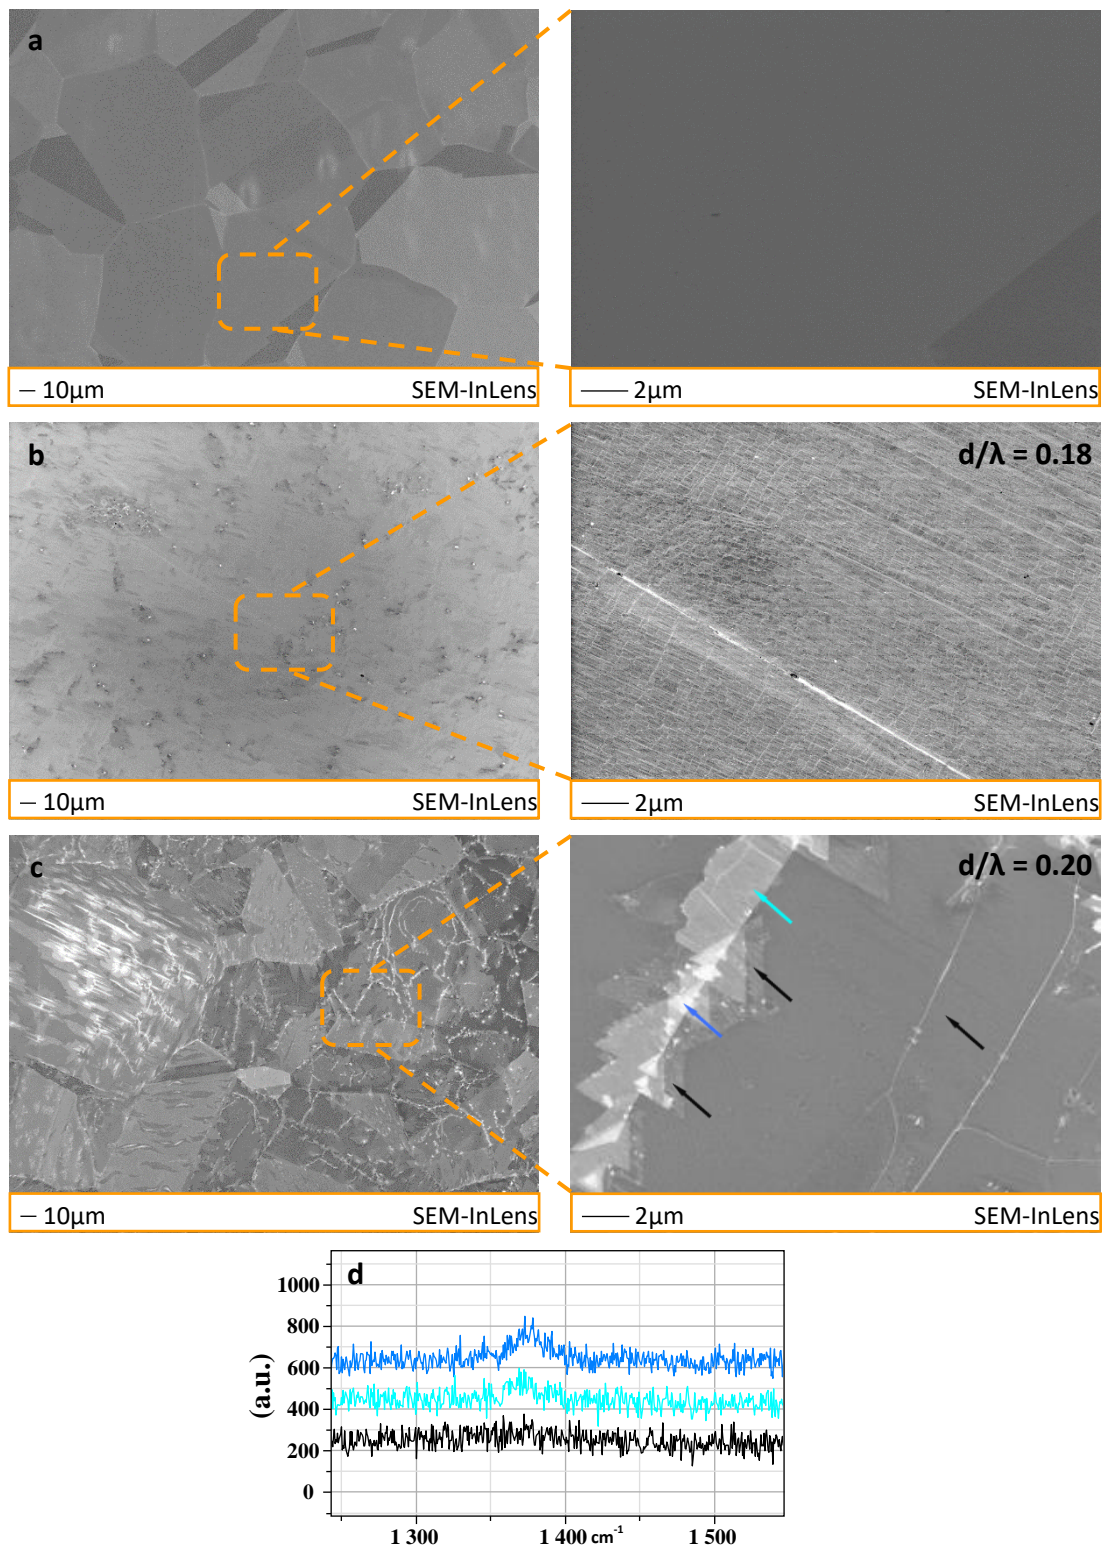 a
10µm SEM-InLens
2µm SEM-InLens
b
d/λ = 0.18
10µm SEM-InLens
2µm SEM-InLens
c
d/λ = 0.20
10µm SEM-InLens
2µm SEM-InLens
d
1000
800
600
400
200
0
(a.u.)
1 300 1 400 cm⁻¹ 1 500